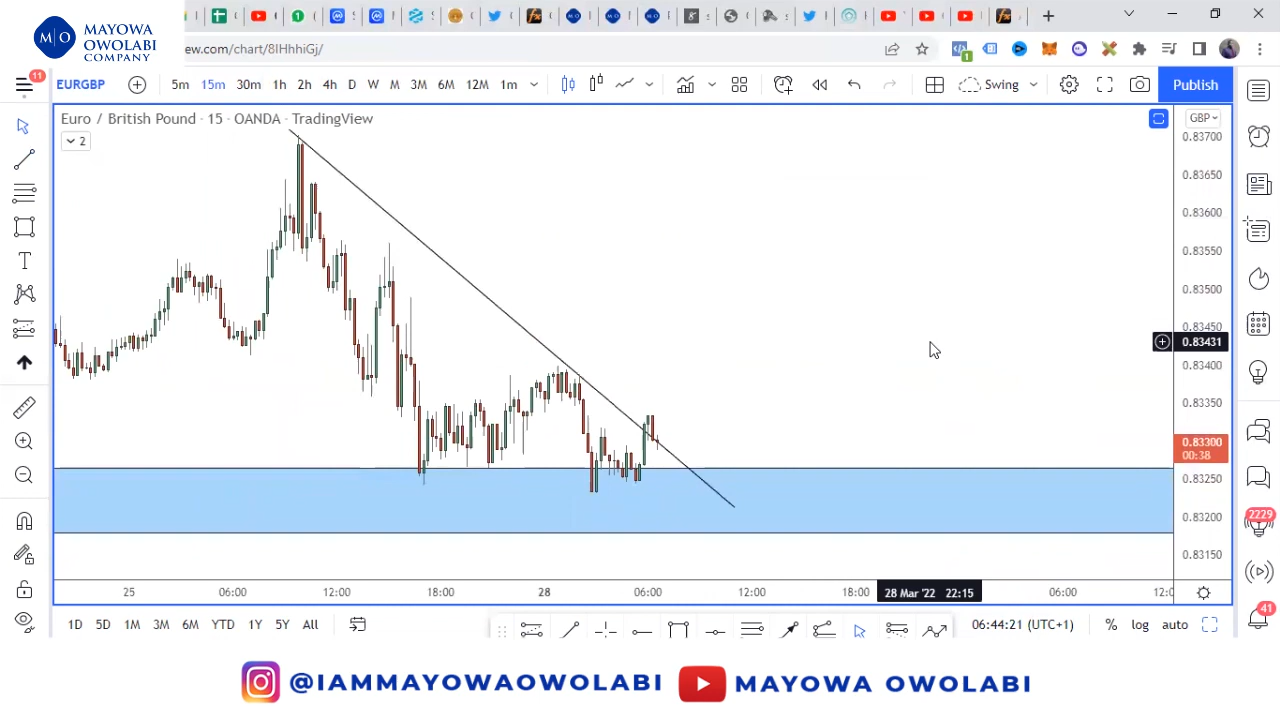 M|O MAYOWA
OWOLABI
COMPANY
ew.com/chart/8IHhhiGj/
1
11
EURGBP 5m 15m 30m 1h 2h 4h D W M 3M 6M 12M 1m Swing Publish
Euro / British Pound · 15 · OANDA · TradingView
GBP
2
0.83700
0.83650
0.83600
0.83550
0.83500
0.83450
0.83431
0.83400
0.83350
0.83300
00:38
0.83250
0.83200
0.83150
T
2229
41
25 06:00 12:00 18:00 28 06:00 12:00 18:00 28 Mar '22 22:15 06:00
1D 5D 1M 3M 6M YTD 1Y 5Y All 06:44:21 (UTC+1) % log auto
@IAMMAYOWAOWOLABI MAYOWA OWOLABI